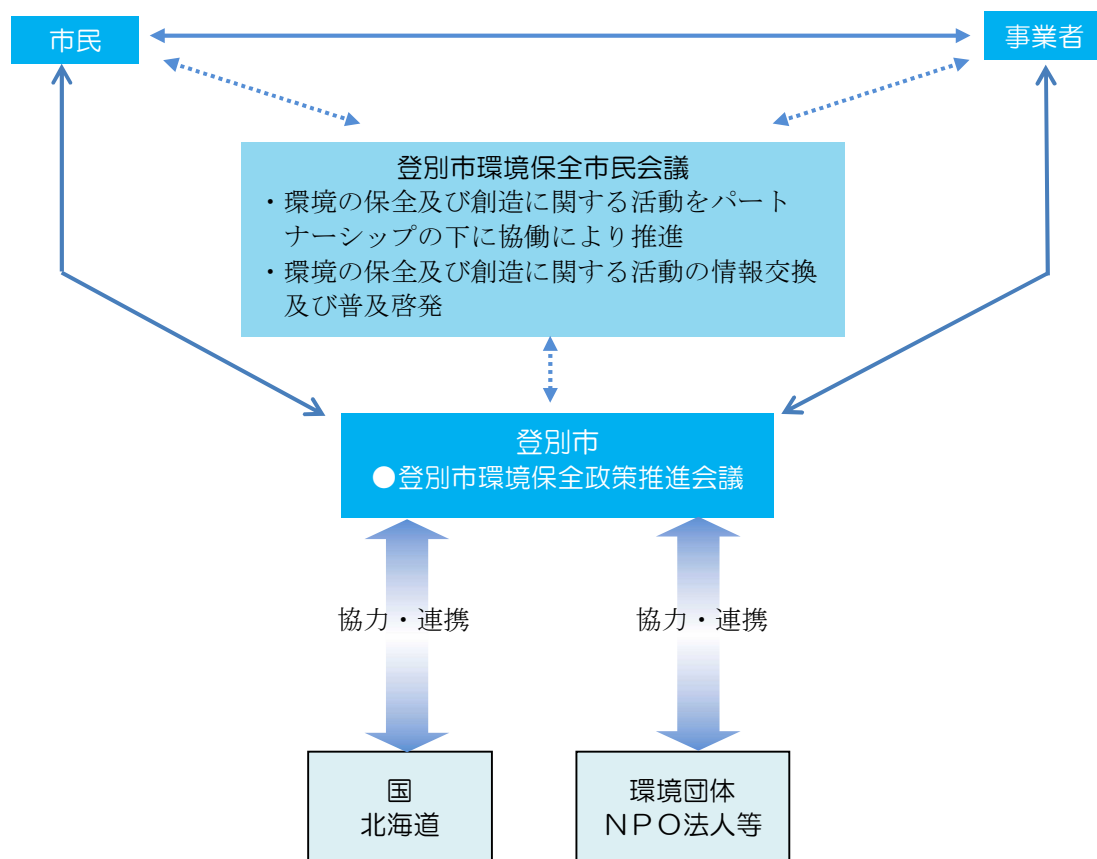 市民
事業者
登別市環境保全市民会議
・環境の保全及び創造に関する活動をパート
ナーシップの下に協働により推進
・環境の保全及び創造に関する活動の情報交換
及び普及啓発
登別市
●登別市環境保全政策推進会議
協力・連携
協力・連携
国
北海道
環境団体
ＮＰＯ法人等